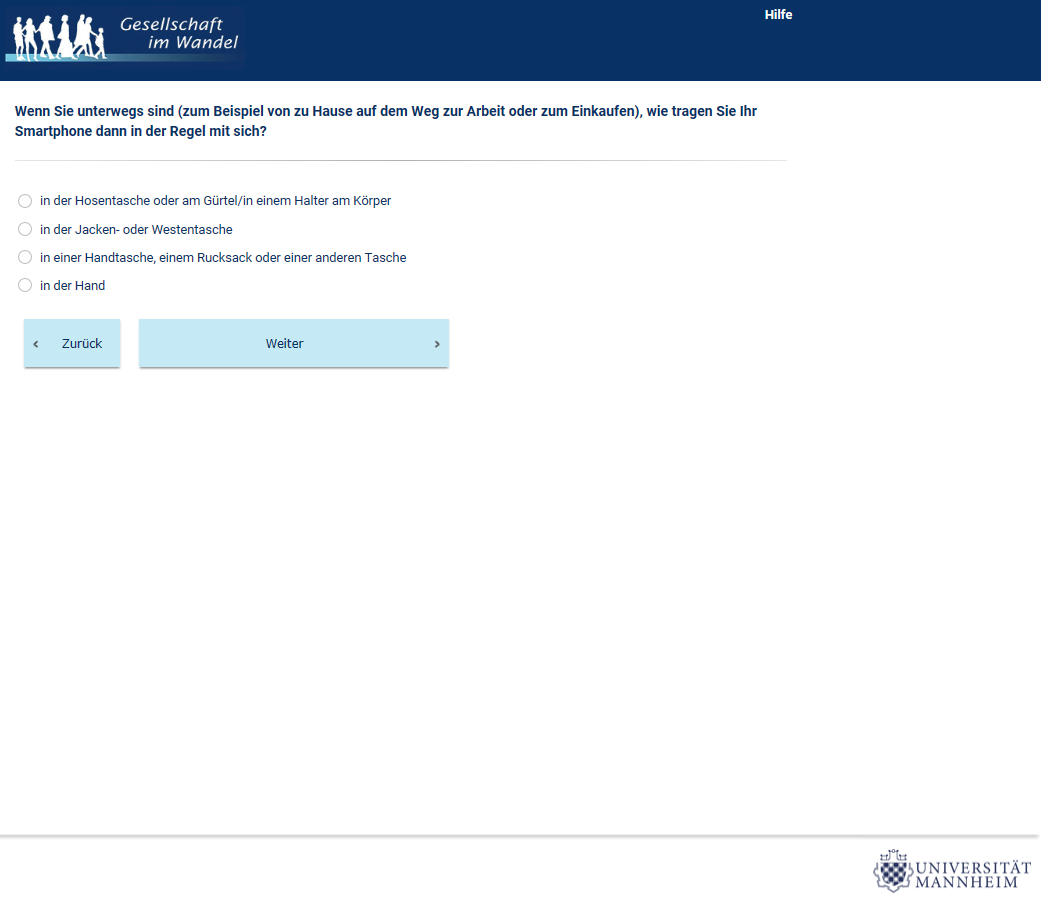 Gesellschaft
im Wandel
Hilfe
Wenn Sie unterwegs sind (zum Beispiel von zu Hause auf dem Weg zur Arbeit oder zum Einkaufen), wie tragen Sie Ihr
Smartphone dann in der Regel mit sich?
in der Hosentasche oder am Gürtel/in einem Halter am Körper
in der Jacken- oder Westentasche
in einer Handtasche, einem Rucksack oder einer anderen Tasche
in der Hand
‹ Zurück
Weiter ›
UNIVERSITÄT
MANNHEIM